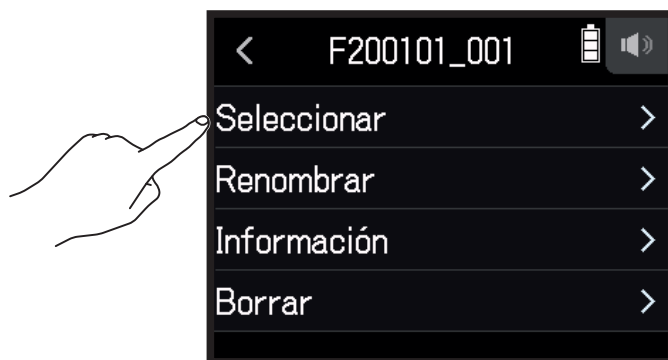 F200101_001
Seleccionar
Renombrar
Información
Borrar